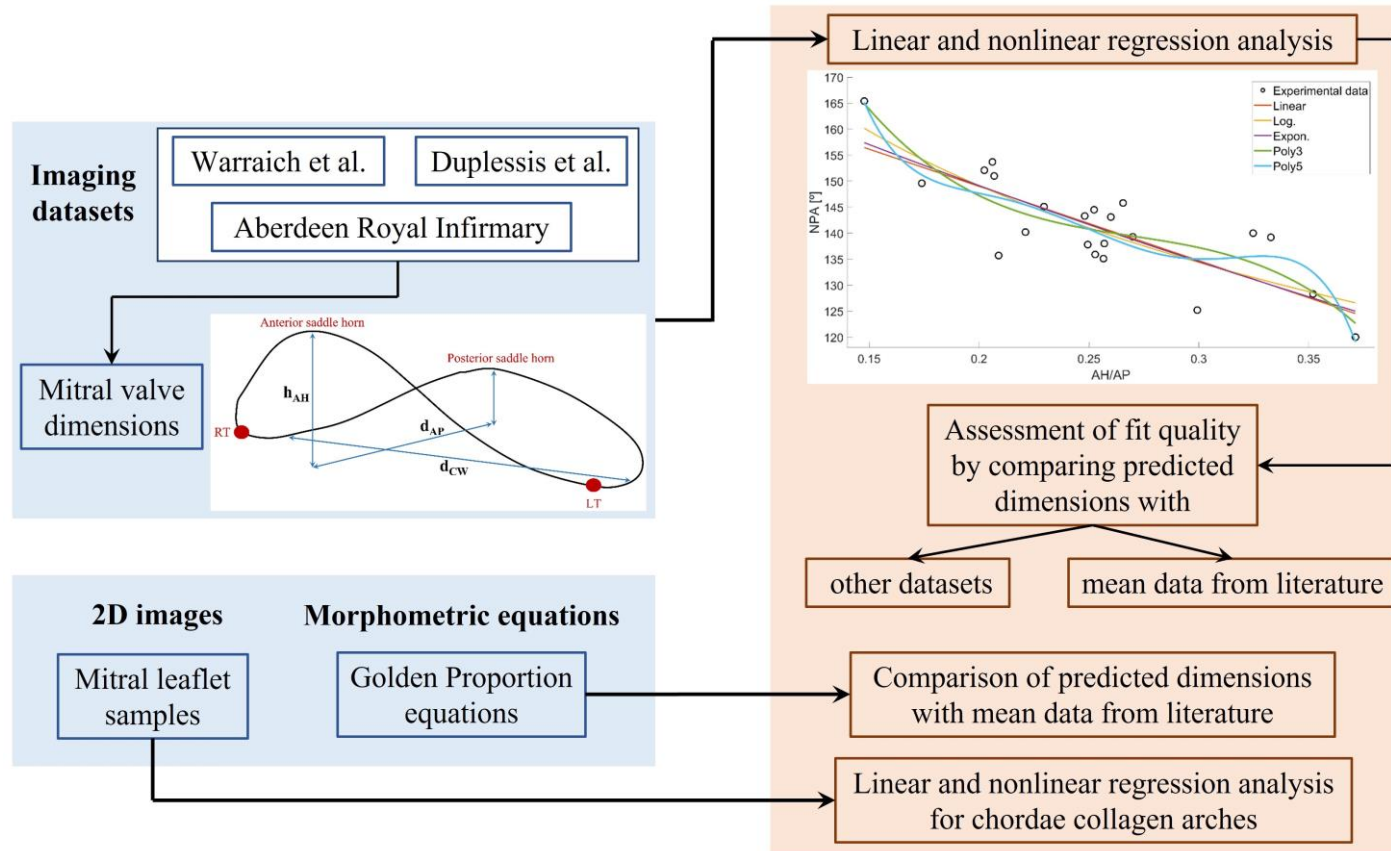 Imaging
datasets
Warraich et al.
Duplessis et al.
Aberdeen Royal Infirmary
Mitral valve
dimensions
Anterior saddle horn
Posterior saddle horn
h_AH
d_AP
d_CW
RT
LT
2D images
Morphometric equations
Mitral leaflet
samples
Golden Proportion
equations
Linear and nonlinear regression analysis
170
165
160
155
150
145
140
135
130
125
120
NPA [º]
0.15
0.2
0.25
0.3
0.35
AH/AP
Experimental data
Linear
Log.
Expon.
Poly3
Poly5
Assessment of fit quality
by comparing predicted
dimensions with
other datasets
mean data from literature
Comparison of predicted dimensions
with mean data from literature
Linear and nonlinear regression analysis
for chordae collagen arches